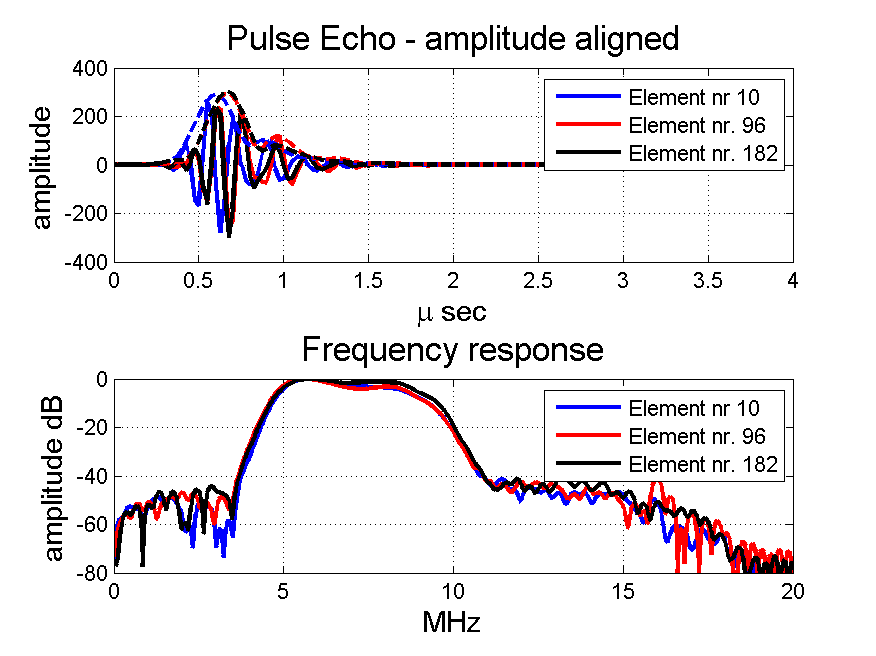 Pulse Echo - amplitude aligned
400
200
0
-200
-400
amplitude
Element nr 10
Element nr. 96
Element nr. 182
0 0.5 1 1.5 2 2.5 3 3.5 4
μ sec
Frequency response
0
-20
-40
-60
-80
amplitude dB
Element nr 10
Element nr. 96
Element nr. 182
0 5 10 15 20
MHz